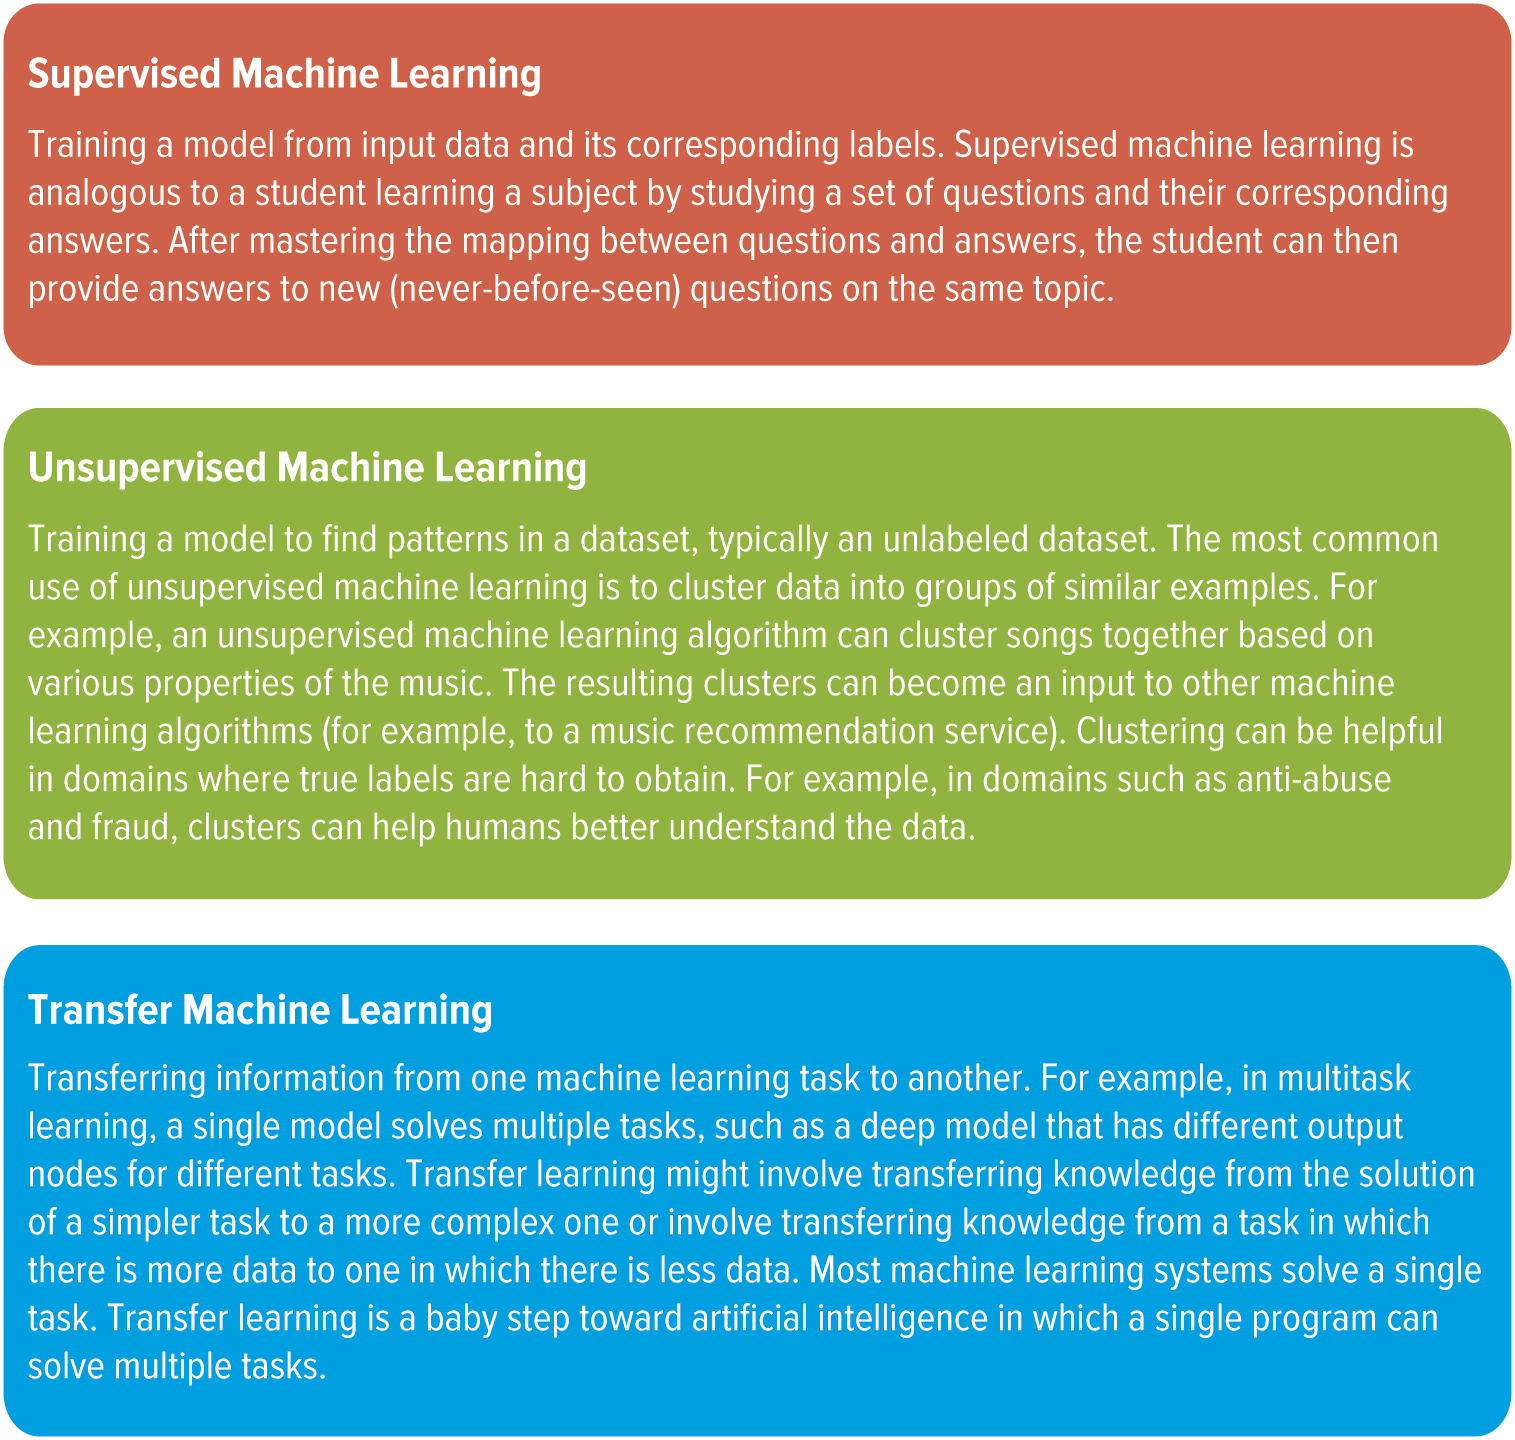 Supervised Machine Learning
Training a model from input data and its corresponding labels. Supervised machine learning is
analogous to a student learning a subject by studying a set of questions and their corresponding
answers. After mastering the mapping between questions and answers, the student can then
provide answers to new (never-before-seen) questions on the same topic.
Unsupervised Machine Learning
Training a model to find patterns in a dataset, typically an unlabeled dataset. The most common
use of unsupervised machine learning is to cluster data into groups of similar examples. For
example, an unsupervised machine learning algorithm can cluster songs together based on
various properties of the music. The resulting clusters can become an input to other machine
learning algorithms (for example, to a music recommendation service). Clustering can be helpful
in domains where true labels are hard to obtain. For example, in domains such as anti-abuse
and fraud, clusters can help humans better understand the data.
Transfer Machine Learning
Transferring information from one machine learning task to another. For example, in multitask
learning, a single model solves multiple tasks, such as a deep model that has different output
nodes for different tasks. Transfer learning might involve transferring knowledge from the solution
of a simpler task to a more complex one or involve transferring knowledge from a task in which
there is more data to one in which there is less data. Most machine learning systems solve a single
task. Transfer learning is a baby step toward artificial intelligence in which a single program can
solve multiple tasks.